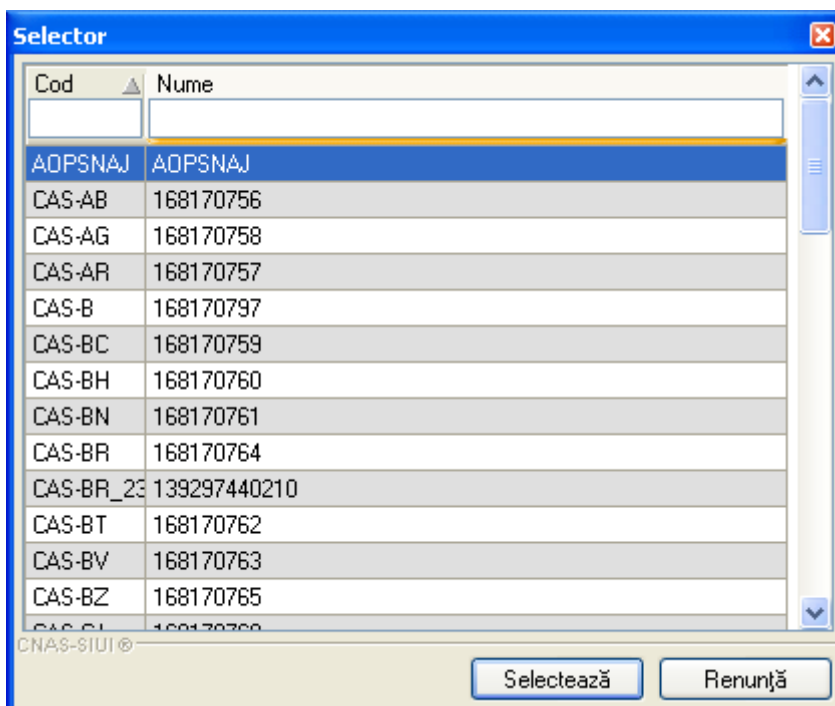 Selector
Cod Nume
AOPSNAJ AOPSNAJ
CAS-AB 168170756
CAS-AG 168170758
CAS-AR 168170757
CAS-B 168170797
CAS-BC 168170759
CAS-BH 168170760
CAS-BN 168170761
CAS-BR 168170764
CAS-BR_23 139297440210
CAS-BT 168170762
CAS-BV 168170763
CAS-BZ 168170765
CNAS-SIUI®
Selectează Renunţă